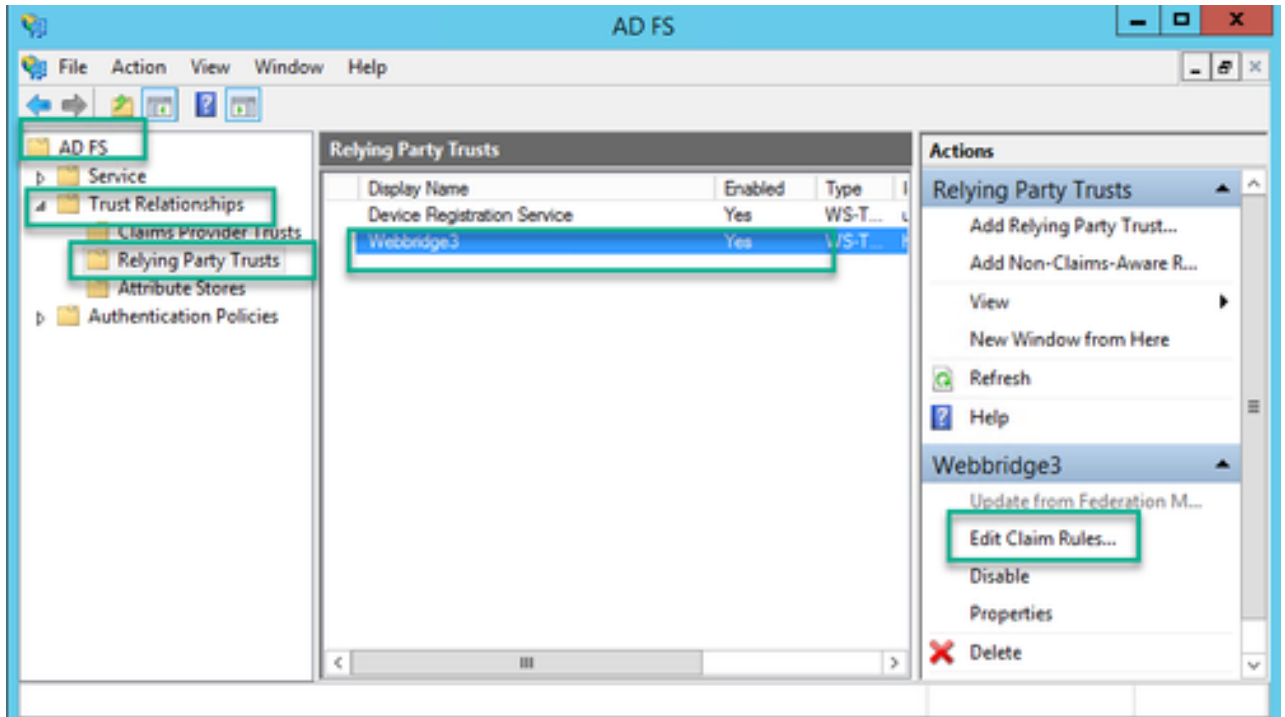 AD FS
File Action View Window Help
AD FS
Service
Trust Relationships
Claims Provider Trusts
Relying Party Trusts
Attribute Stores
Authentication Policies
Relying Party Trusts
Display Name Enabled Type I
Device Registration Service Yes WS-T... u
Webbridge3 Yes WS-T... h
Actions
Relying Party Trusts
Add Relying Party Trust...
Add Non-Claims-Aware R...
View
New Window from Here
Refresh
Help
Webbridge3
Update from Federation M...
Edit Claim Rules...
Disable
Properties
Delete